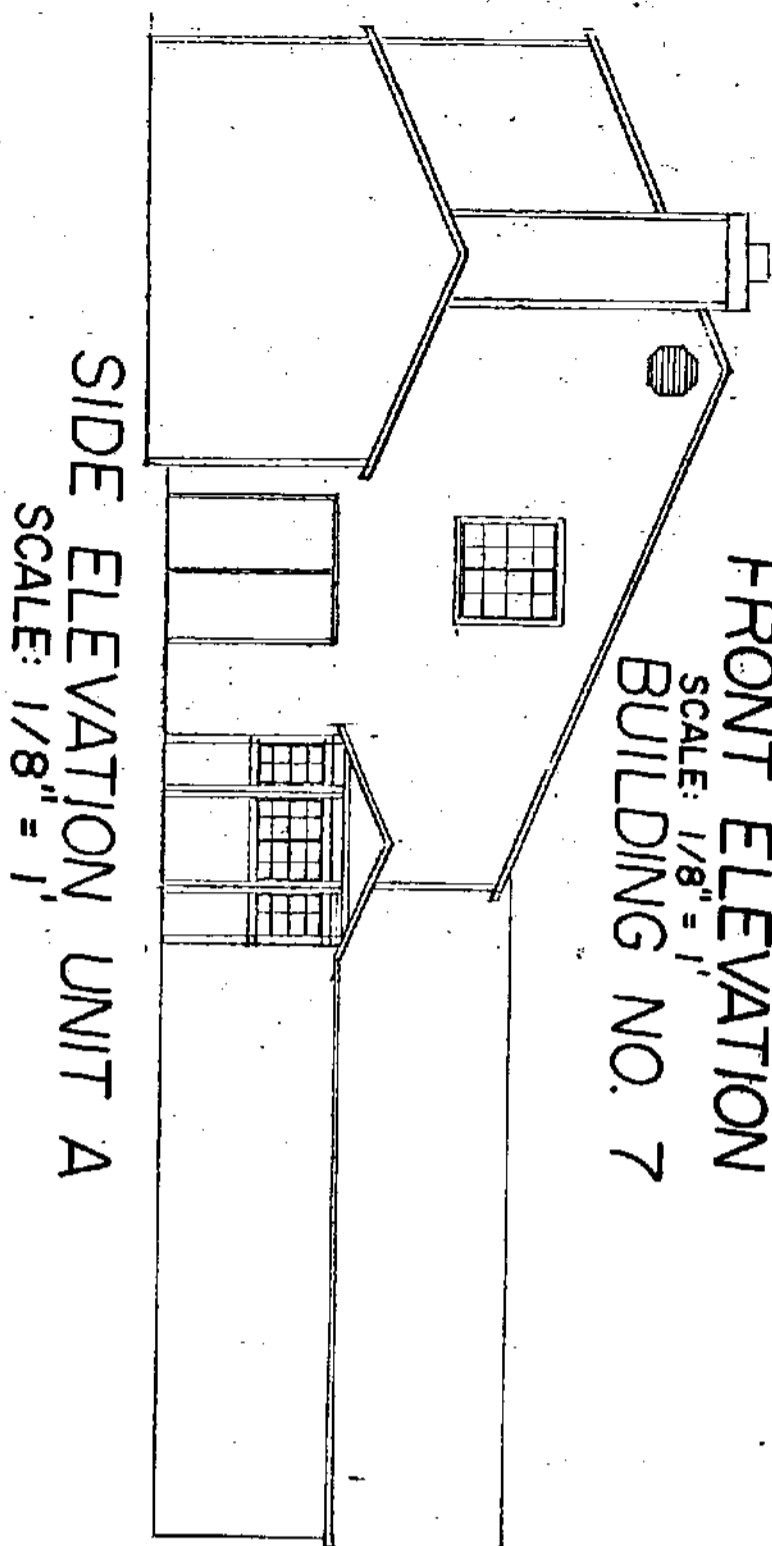 FRONT ELEVATION
SCALE: 1/8" = 1'
BUILDING NO. 7
SIDE ELEVATION UNIT A
SCALE: 1/8" = 1'